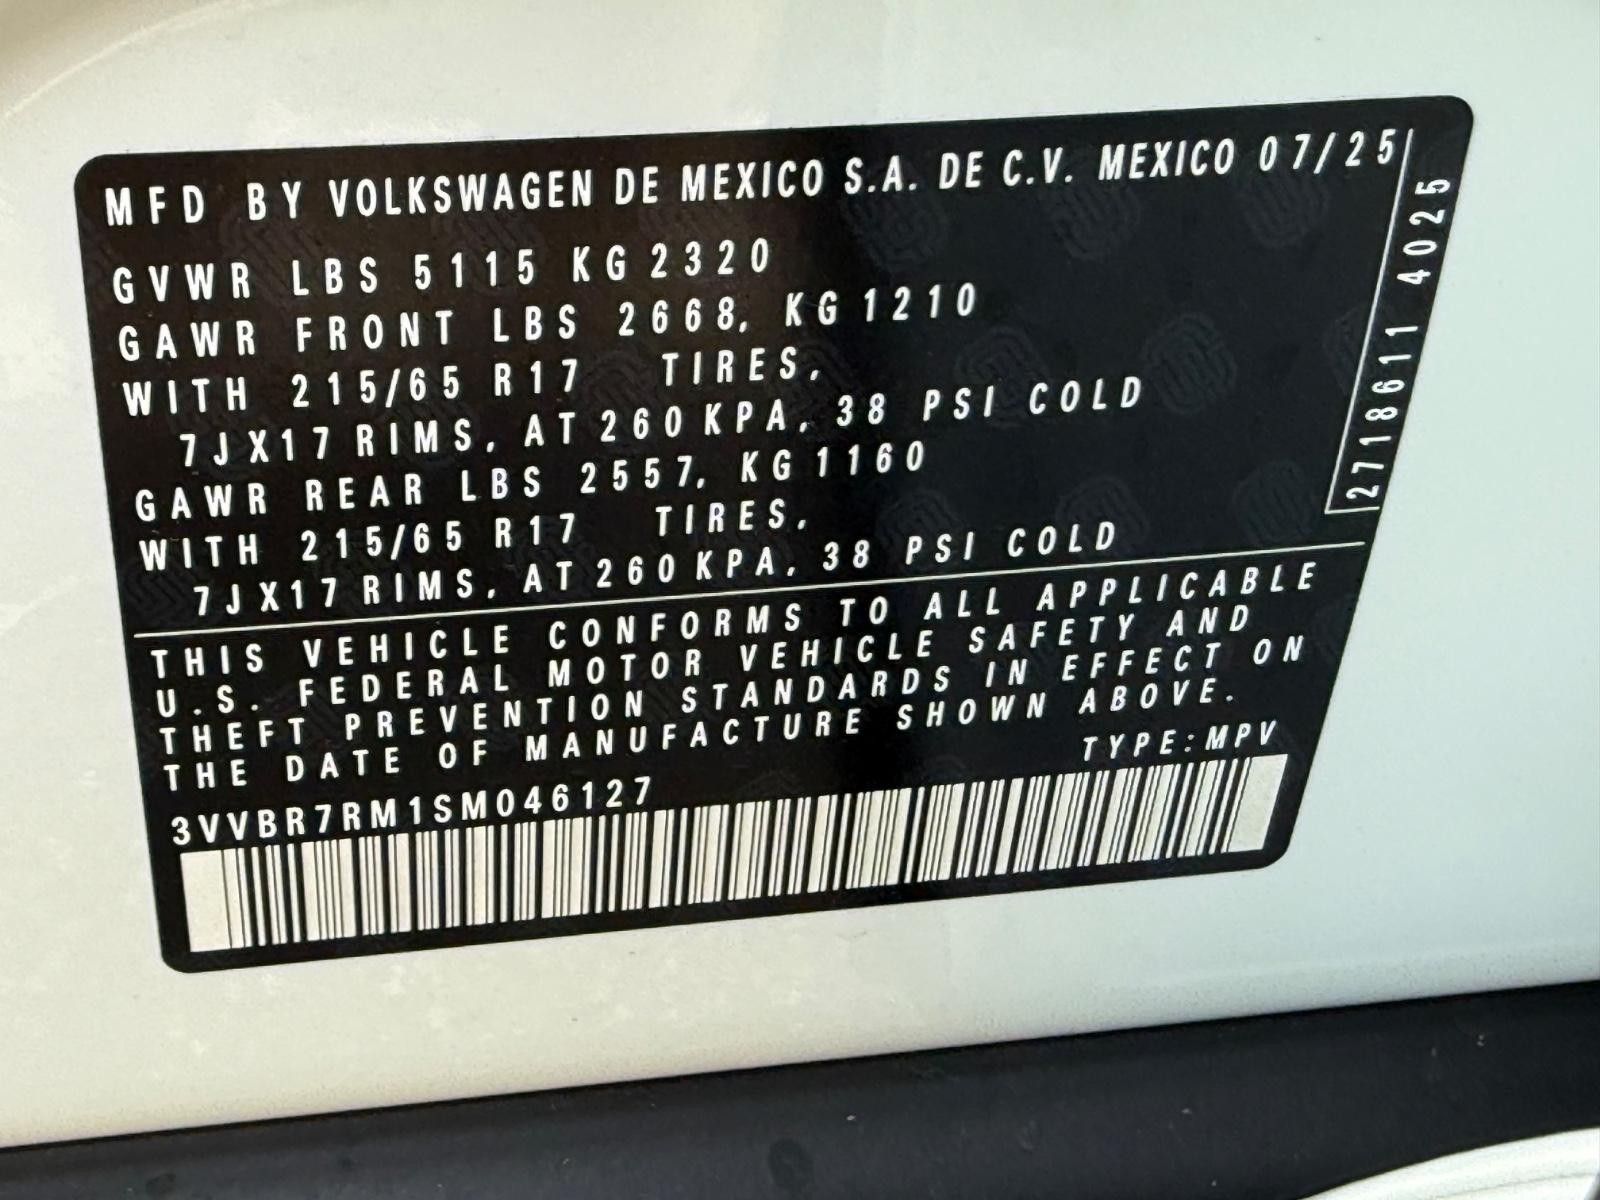 MFD BY VOLKSWAGEN DE MEXICO S.A. DE C.V. MEXICO 07/25
GVWR LBS 5115 KG 2320
GAWR FRONT LBS 2668, KG 1210
WITH 215/65 R17 TIRES,
7JX17 RIMS, AT 260 KPA, 38 PSI COLD
GAWR REAR LBS 2557, KG 1160
WITH 215/65 R17 TIRES,
7JX17 RIMS, AT 260 KPA, 38 PSI COLD
2718611 4025
THIS VEHICLE CONFORMS TO ALL APPLICABLE
U.S. FEDERAL MOTOR VEHICLE SAFETY AND
THEFT PREVENTION STANDARDS IN EFFECT ON
THE DATE OF MANUFACTURE SHOWN ABOVE.
TYPE:MPV
3VVBR7RM1SM046127